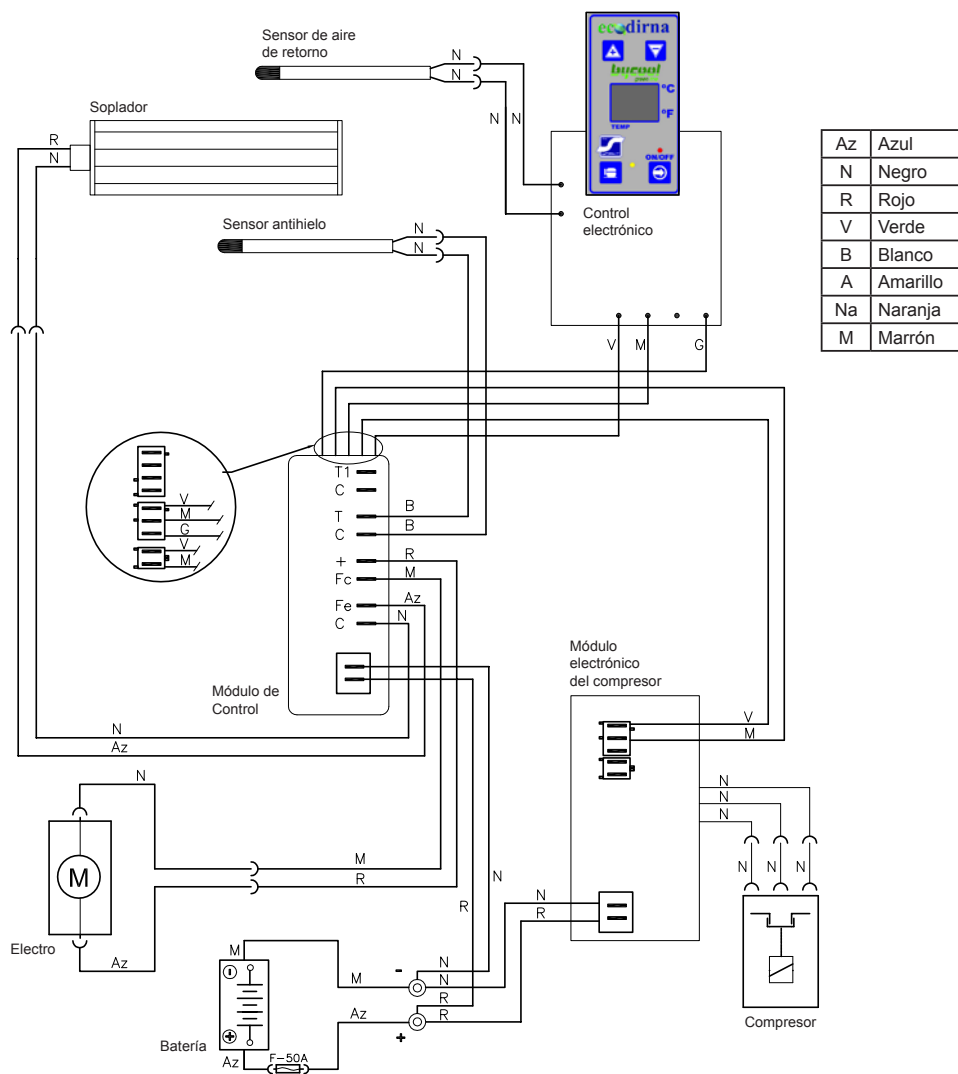 Sensor de aire
de retorno
N
N
N N
ecodirna
bycool
green
°C
°F
TEMP
ON/OFF
Control
electrónico
Soplador
R
N
Sensor antihielo
N
N
Az Azul
N Negro
R Rojo
V Verde
B Blanco
A Amarillo
Na Naranja
M Marrón
V M G
V
M
G
V
M
T1
C
T B
C B
+ R
Fc M
Fe Az
C N
Módulo de
Control
N
Az
Módulo
electrónico
del compresor
V
M
N
N
N
N N N
Compresor
N
M
Electro
Az
M
R
N
R
N
R
M
Batería
Az
F-50A
M
Az
-
N
N
R
R
+